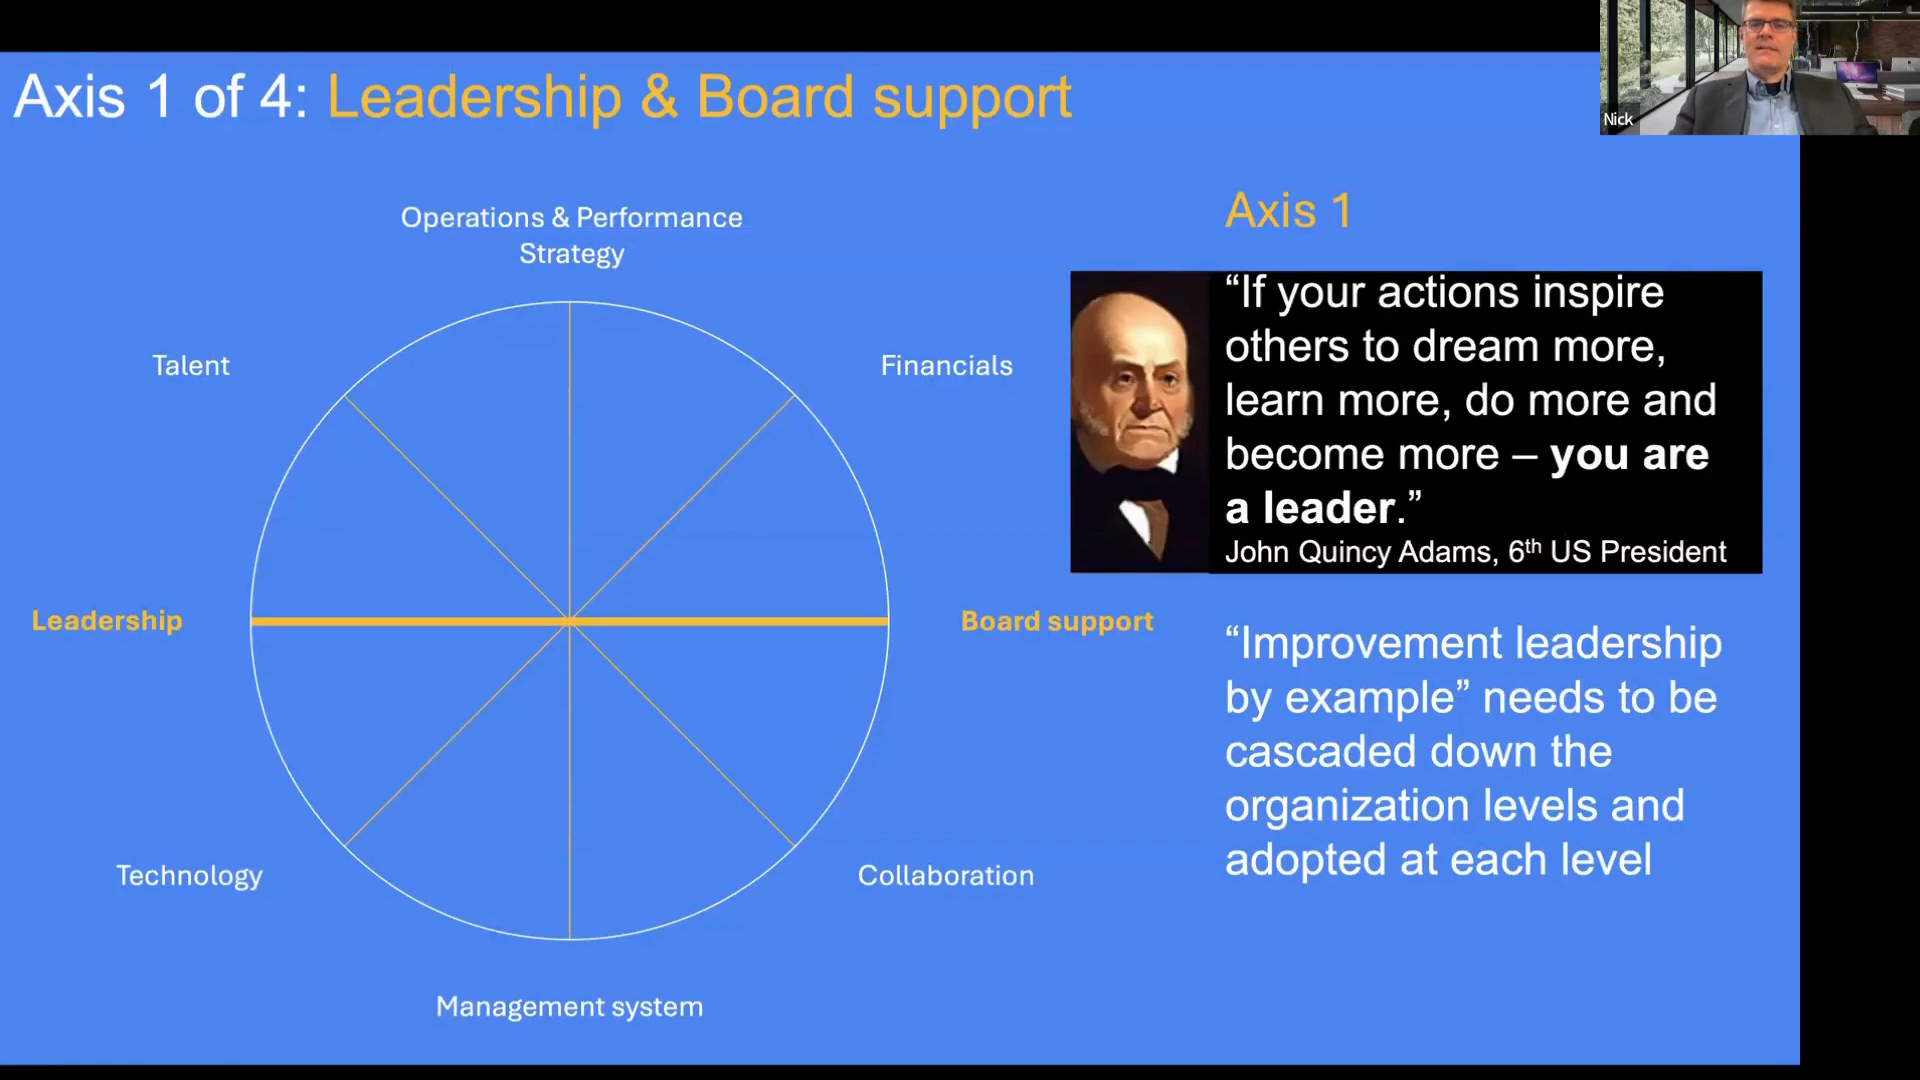 Axis 1 of 4: Leadership & Board support
Nick
Operations & Performance
Strategy
Talent
Financials
Leadership
Board support
Technology
Collaboration
Management system
Axis 1
“If your actions inspire
others to dream more,
learn more, do more and
become more – you are
a leader.”
John Quincy Adams, 6th US President
“Improvement leadership
by example” needs to be
cascaded down the
organization levels and
adopted at each level